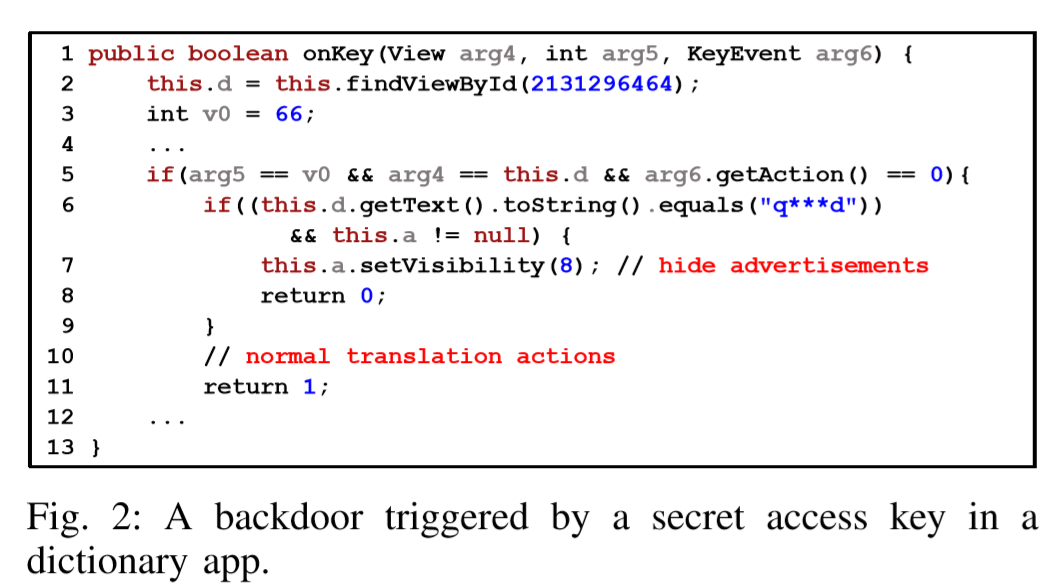 1 public boolean onKey(View arg4, int arg5, KeyEvent arg6) {
2     this.d = this.findViewById(2131296464);
3     int v0 = 66;
4     ...
5     if(arg5 == v0 && arg4 == this.d && arg6.getAction() == 0){
6         if((this.d.getText().toString().equals("q***d"))
              && this.a != null) {
7             this.a.setVisibility(8); // hide advertisements
8             return 0;
9         }
10        // normal translation actions
11        return 1;
12    ...
13 }
Fig. 2: A backdoor triggered by a secret access key in a
dictionary app.